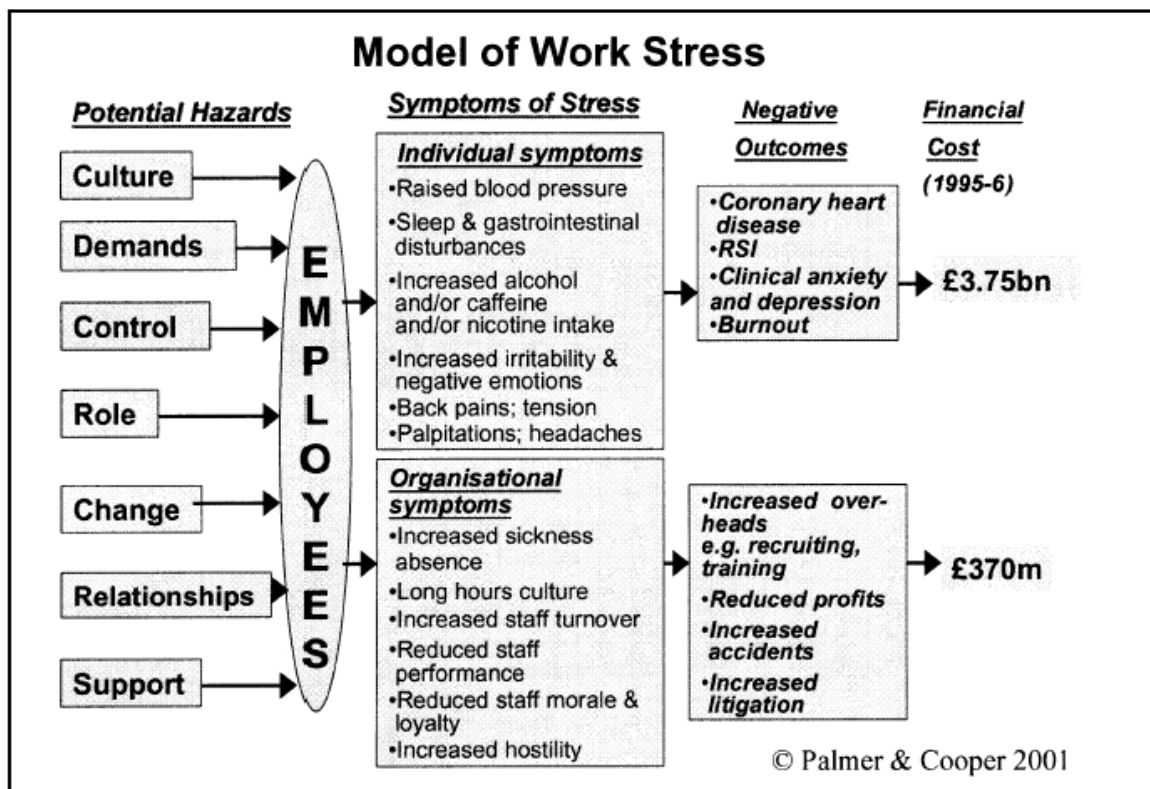 Model of Work Stress
Potential Hazards
Culture
Demands
Control
Role
Change
Relationships
Support
EMPLOYEES
Symptoms of Stress
Individual symptoms
•Raised blood pressure
•Sleep & gastrointestinal
disturbances
•Increased alcohol
and/or caffeine
and/or nicotine intake
•Increased irritability &
negative emotions
•Back pains; tension
•Palpitations; headaches
Organisational
symptoms
•Increased sickness
absence
•Long hours culture
•Increased staff turnover
•Reduced staff
performance
•Reduced staff morale &
loyalty
•Increased hostility
Negative
Outcomes
•Coronary heart
disease
•RSI
•Clinical anxiety
and depression
•Burnout
•Increased over-
heads
e.g. recruiting,
training
•Reduced profits
•Increased
accidents
•Increased
litigation
Financial
Cost
(1995-6)
£3.75bn
£370m
© Palmer & Cooper 2001